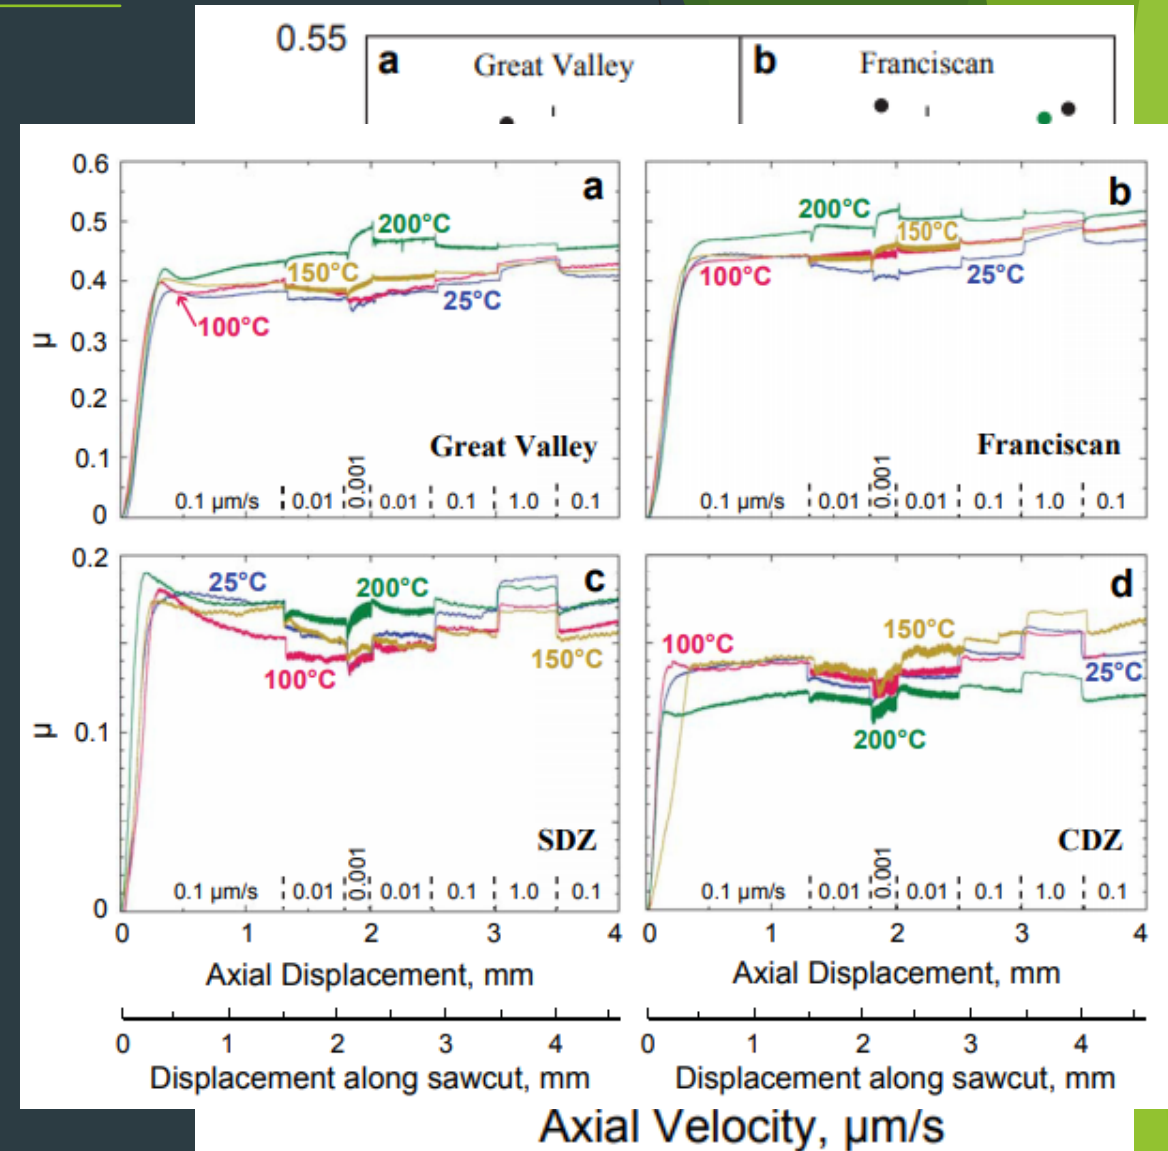 0.55
a Great Valley b Franciscan
0.6 a b
0.5 200°C 200°C
150°C
150°C
0.4 100°C 25°C
25°C
100°C
μ 0.3
0.2
Great Valley Franciscan
0.1
0.1 μm/s 0.01 0.001 0.01 0.1 1.0 0.1 0.1 μm/s 0.01 0.001 0.01 0.1 1.0 0.1
0
0.2
25°C 200°C c d
150°C
100°C
150°C
100°C 25°C
μ 0.1
200°C
SDZ CDZ
0.1 μm/s 0.01 0.001 0.01 0.1 1.0 0.1 0.1 μm/s 0.01 0.001 0.01 0.1 1.0 0.1
0
0 1 2 3 4 0 1 2 3 4
Axial Displacement, mm Axial Displacement, mm
0 1 2 3 4 0 1 2 3 4
Displacement along sawcut, mm Displacement along sawcut, mm
Axial Velocity, μm/s